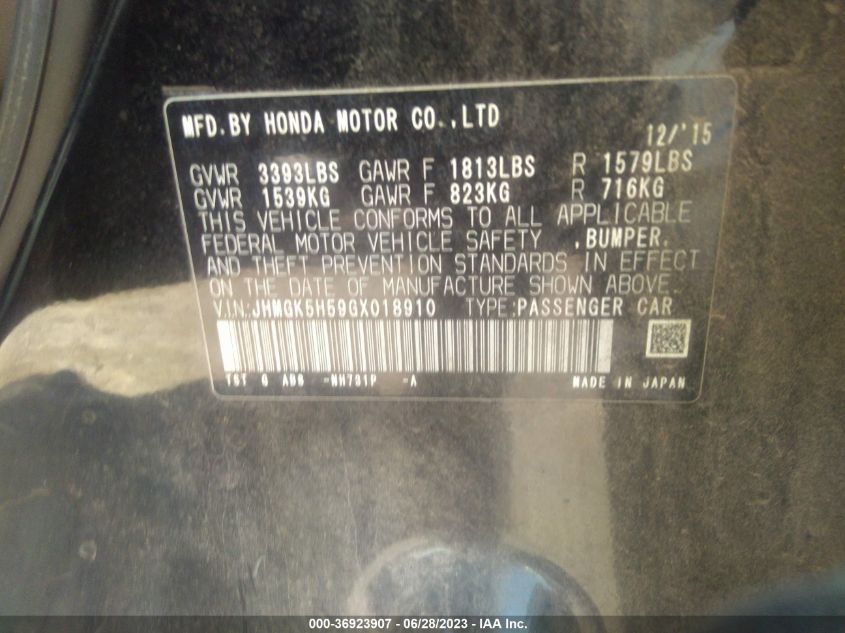 MFD.BY HONDA MOTOR CO.,LTD 12/'15
GVWR 3393LBS GAWR F 1813LBS R 1579LBS
GVWR 1539KG GAWR F 823KG R 716KG
THIS VEHICLE CONFORMS TO ALL APPLICABLE
FEDERAL MOTOR VEHICLE SAFETY ,BUMPER,
AND THEFT PREVENTION STANDARDS IN EFFECT
ON THE DATE OF MANUFACTURE SHOWN ABOVE.
V.I.N:JHMGK5H59GX018910 TYPE:PASSENGER CAR
-NH731P -A MADE IN JAPAN
000-36923907 - 06/28/2023 - IAA Inc.